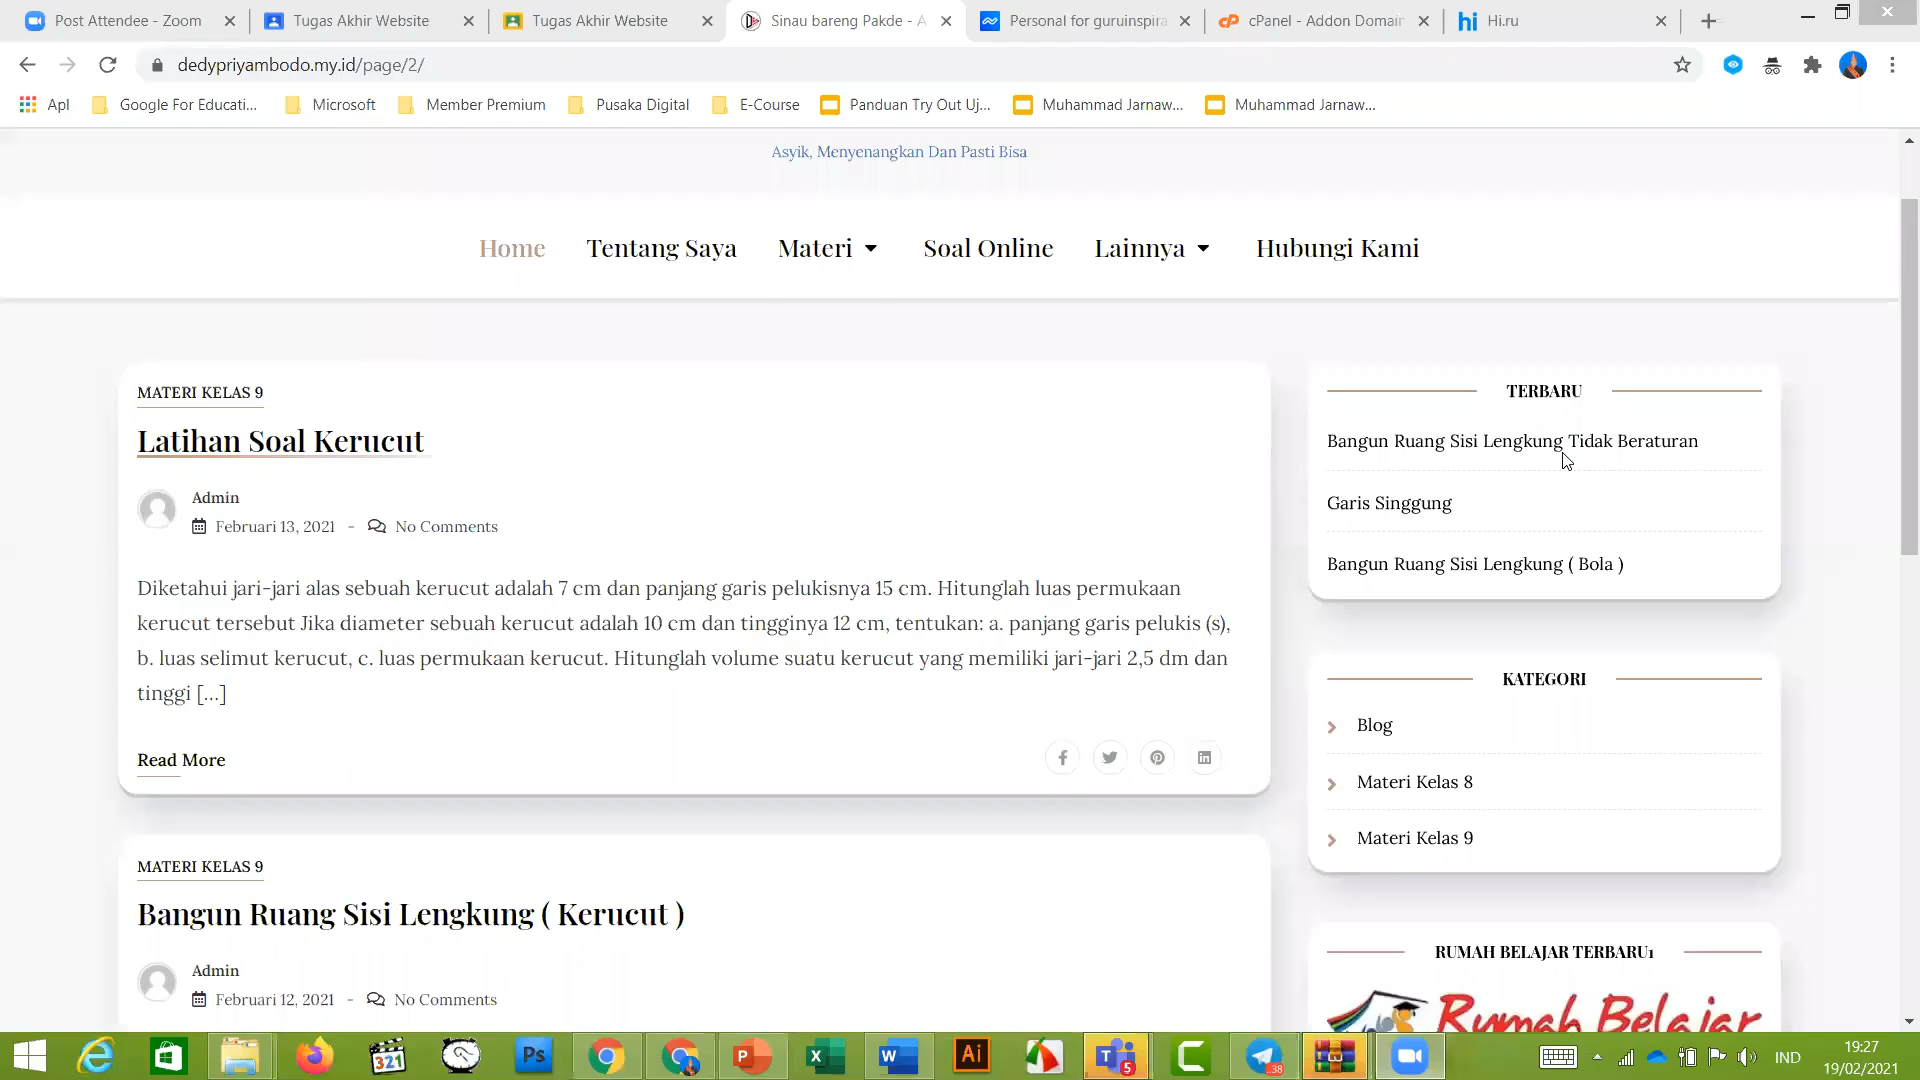 Post Attendee - Zoom
Tugas Akhir Website
Tugas Akhir Website
Sinau bareng Pakde - A
Personal for guruinspira
cPanel - Addon Domain
hi Hi.ru
dedypriyambodo.my.id/page/2/
Apl
Google For Educati...
Microsoft
Member Premium
Pusaka Digital
E-Course
Panduan Try Out Uj...
Muhammad Jarnaw...
Muhammad Jarnaw...
Asyik, Menyenangkan Dan Pasti Bisa
Home
Tentang Saya
Materi
Soal Online
Lainnya
Hubungi Kami
MATERI KELAS 9
Latihan Soal Kerucut
Admin
Februari 13, 2021 - No Comments
Diketahui jari-jari alas sebuah kerucut adalah 7 cm dan panjang garis pelukisnya 15 cm. Hitunglah luas permukaan
kerucut tersebut Jika diameter sebuah kerucut adalah 10 cm dan tingginya 12 cm, tentukan: a. panjang garis pelukis (s),
b. luas selimut kerucut, c. luas permukaan kerucut. Hitunglah volume suatu kerucut yang memiliki jari-jari 2,5 dm dan
tinggi [...]
Read More
MATERI KELAS 9
Bangun Ruang Sisi Lengkung ( Kerucut )
Admin
Februari 12, 2021 - No Comments
TERBARU
Bangun Ruang Sisi Lengkung Tidak Beraturan
Garis Singgung
Bangun Ruang Sisi Lengkung ( Bola )
KATEGORI
Blog
Materi Kelas 8
Materi Kelas 9
RUMAH BELAJAR TERBARU1
Rumah Belajar
321
Ps
P
X
W
Ai
T
5
C
38
IND
19:27
19/02/2021